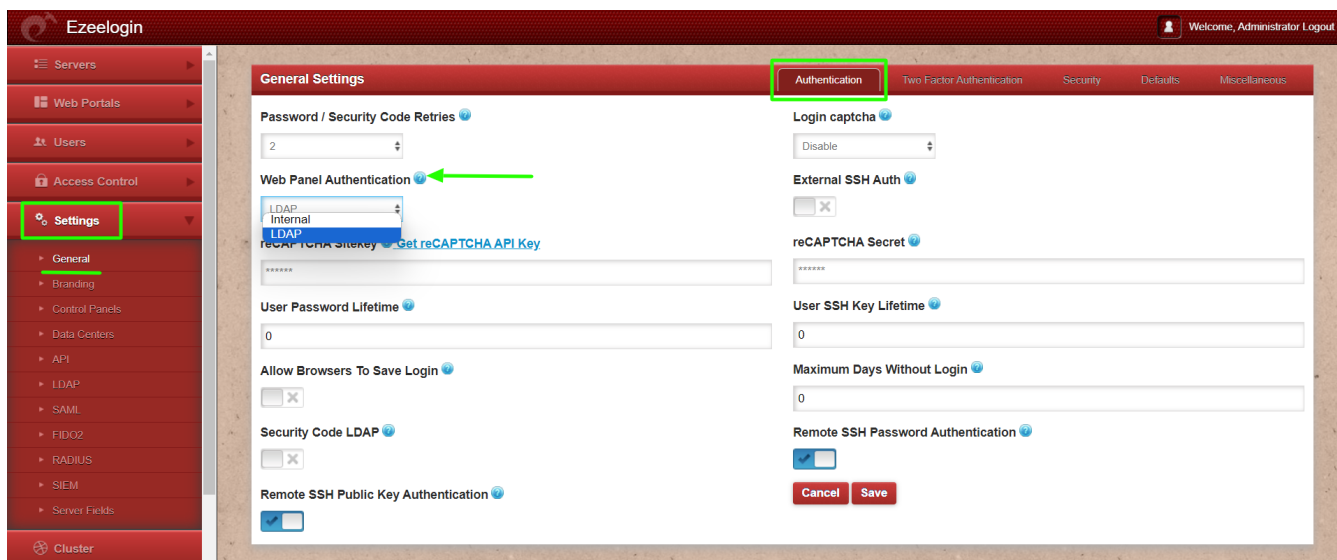 Ezeelogin
Welcome, Administrator Logout
Servers
Web Portals
Users
Access Control
Settings
General
Branding
Control Panels
Data Centers
API
LDAP
SAML
FIDO2
RADIUS
SIEM
Server Fields
Cluster
General Settings
Authentication Two Factor Authentication Security Defaults Miscellaneous
Password / Security Code Retries
2
Login captcha
Disable
Web Panel Authentication
LDAP
Internal
LDAP
External SSH Auth
reCAPTCHA Sitekey Get reCAPTCHA API Key
******
reCAPTCHA Secret
******
User Password Lifetime
0
User SSH Key Lifetime
0
Allow Browsers To Save Login
Maximum Days Without Login
0
Security Code LDAP
Remote SSH Password Authentication
Remote SSH Public Key Authentication
Cancel Save